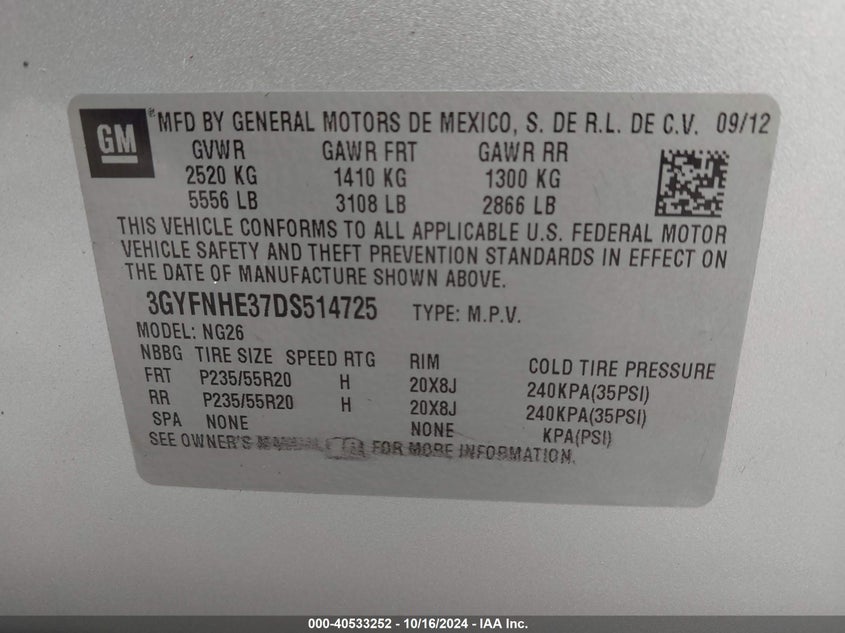 GM
® MFD BY GENERAL MOTORS DE MEXICO, S. DE R.L. DE C.V. 09/12
GVWR GAWR FRT GAWR RR
2520 KG 1410 KG 1300 KG
5556 LB 3108 LB 2866 LB
THIS VEHICLE CONFORMS TO ALL APPLICABLE U.S. FEDERAL MOTOR
VEHICLE SAFETY AND THEFT PREVENTION STANDARDS IN EFFECT ON
THE DATE OF MANUFACTURE SHOWN ABOVE.
3GYFNHE37DS514725 TYPE: M.P.V.
MODEL: NG26
NBBG TIRE SIZE SPEED RTG RIM COLD TIRE PRESSURE
FRT P235/55R20 H 20X8J 240KPA(35PSI)
RR P235/55R20 H 20X8J 240KPA(35PSI)
SPA NONE NONE KPA(PSI)
SEE OWNER'S MANUAL FOR MORE INFORMATION.
000-40533252 - 10/16/2024 - IAA Inc.